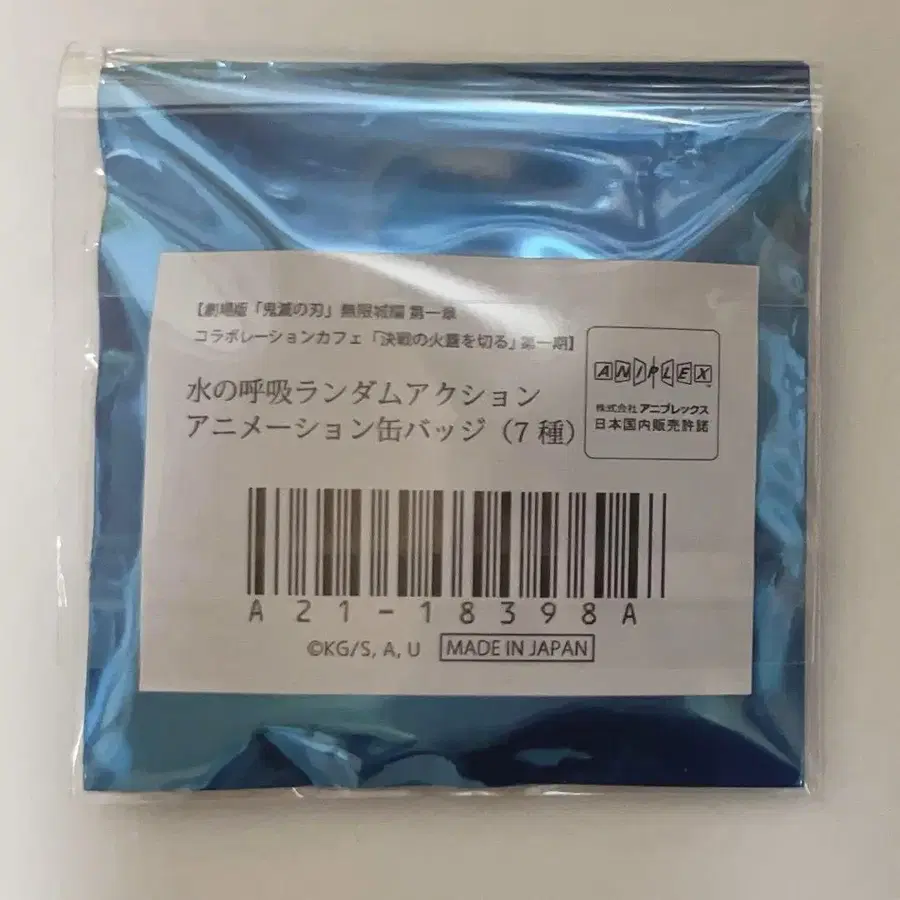 【劇場版「鬼滅の刃」無限城編 第一章
コラボレーションカフェ「決戦の火蓋を切る」第一期】
水の呼吸ランダムアクション
アニメーション缶バッジ（7種）
ANIPLEX
株式会社 アニプレックス
日本国内販売許諾
A21-18398A
©KG/S, A, U MADE IN JAPAN